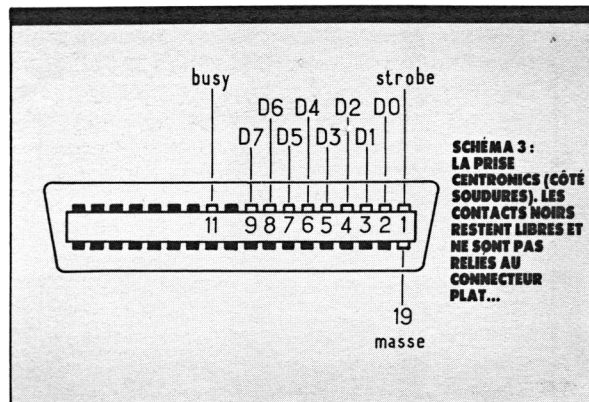 busy strobe
D6 D4 D2 D0
D7 D5 D3 D1
11 9 8 7 6 5 4 3 2 1
19
masse
SCHÉMA 3 :
LA PRISE
CENTRONICS (CÔTÉ
SOUDURES). LES
CONTACTS NOIRS
RESTENT LIBRES ET
NE SONT PAS
RELIÉS AU
CONNECTEUR
PLAT...